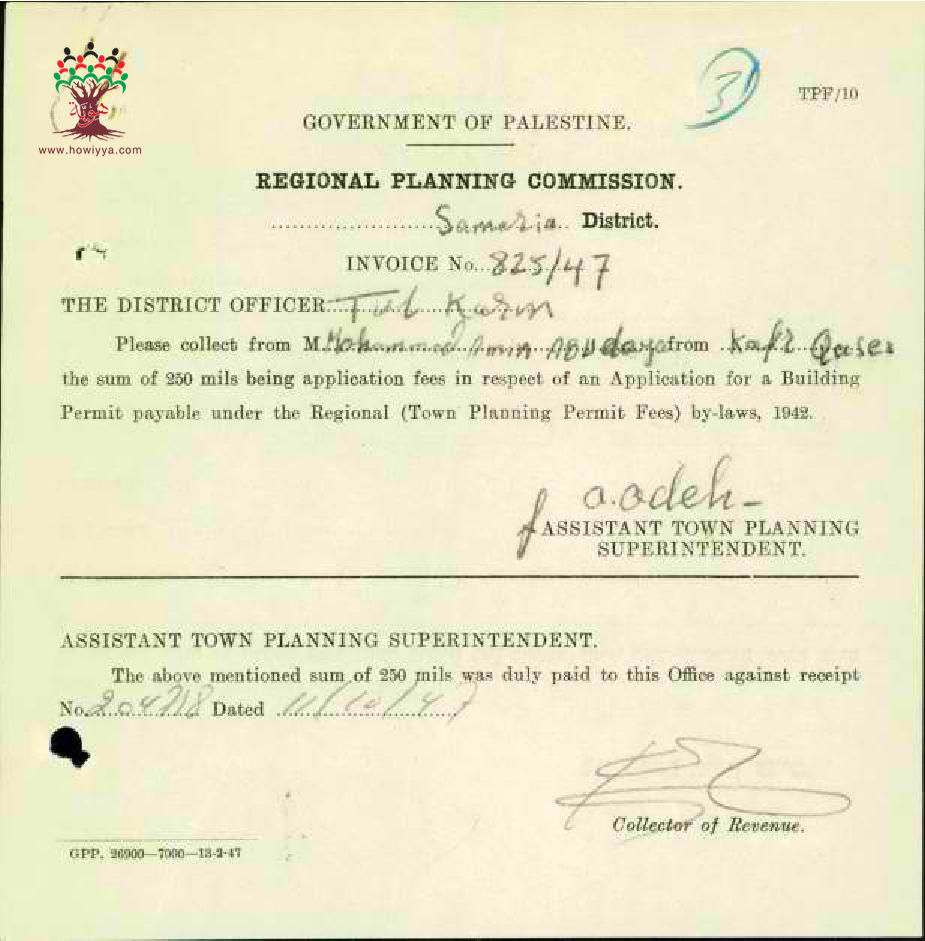 3
TPF/10
www.howiyya.com
GOVERNMENT OF PALESTINE.
REGIONAL PLANNING COMMISSION.
Samaria District.
INVOICE No. 825/47
THE DISTRICT OFFICER Tul Karm
Please collect from M. Mohammed Amin from Kafr Qasem
the sum of 250 mils being application fees in respect of an Application for a Building
Permit payable under the Regional (Town Planning Permit Fees) by-laws, 1942.
a.odeh-
f ASSISTANT TOWN PLANNING
SUPERINTENDENT.
ASSISTANT TOWN PLANNING SUPERINTENDENT.
The above mentioned sum of 250 mils was duly paid to this Office against receipt
No. Dated 11/10/47
Collector of Revenue.
GPP. 26900—7000—13-2-47